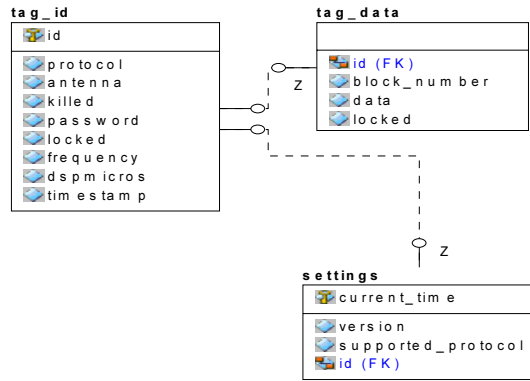 tag_id
id
protocol
antenna
killed
password
locked
frequency
dspmicros
timestamp
tag_data
id (FK)
block_number
data
locked
Z
Z
settings
current_time
version
supported_protocol
id (FK)